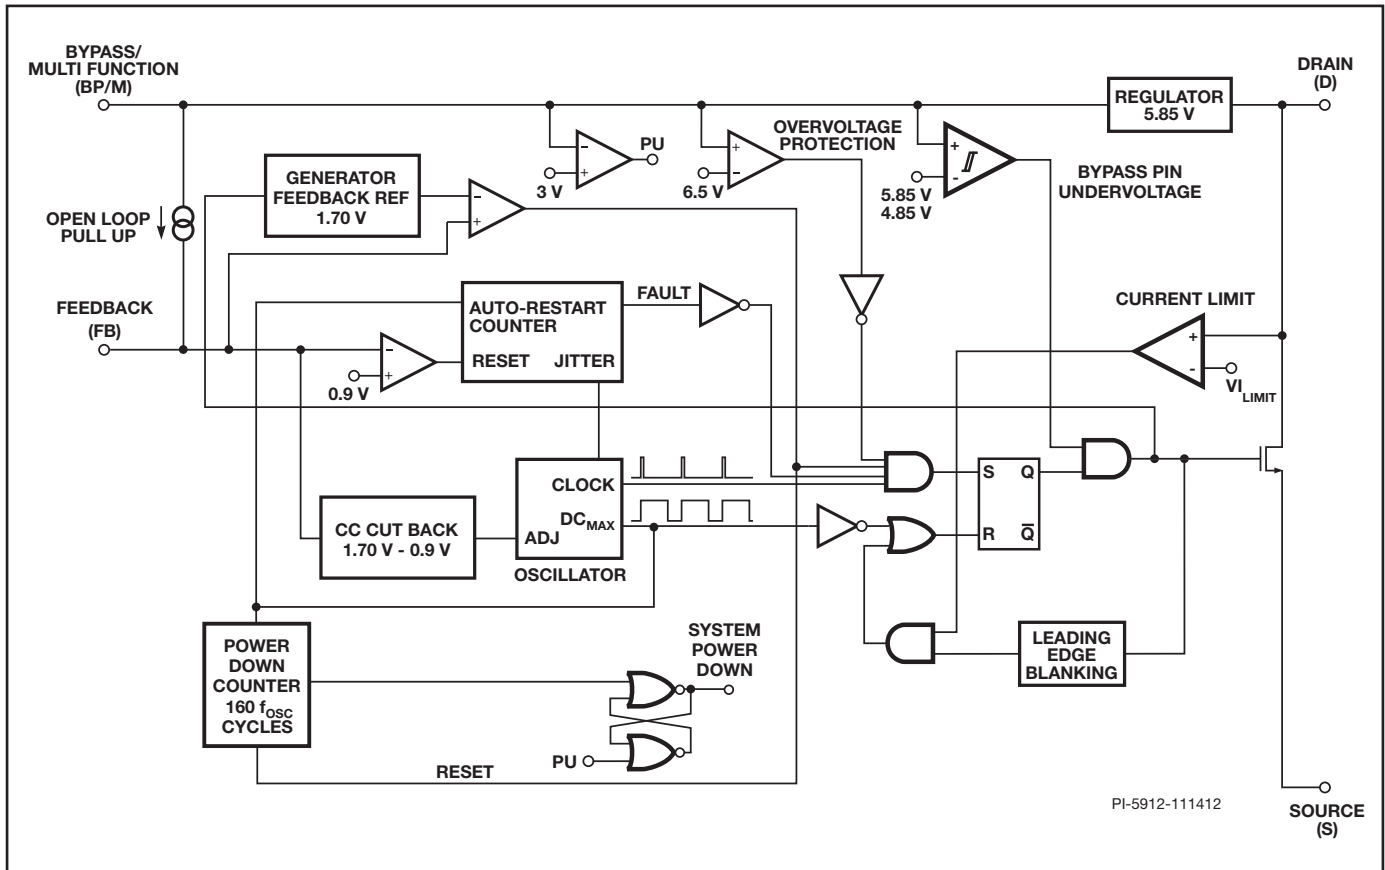 BYPASS/
MULTI FUNCTION
(BP/M)
DRAIN
(D)
REGULATOR
5.85 V
PU
-
+
3 V
OVERVOLTAGE
PROTECTION
+
-
6.5 V
+
-
5.85 V
4.85 V
BYPASS PIN
UNDERVOLTAGE
GENERATOR
FEEDBACK REF
1.70 V
-
+
OPEN LOOP
PULL UP
FEEDBACK
(FB)
AUTO-RESTART
COUNTER
RESET JITTER
FAULT
-
+
0.9 V
CURRENT LIMIT
+
-
VI LIMIT
CLOCK
DCMAX
ADJ
OSCILLATOR
CC CUT BACK
1.70 V - 0.9 V
S Q
R Q̅
POWER
DOWN
COUNTER
160 fOSC
CYCLES
SYSTEM
POWER
DOWN
LEADING
EDGE
BLANKING
PU
RESET
PI-5912-111412
SOURCE
(S)